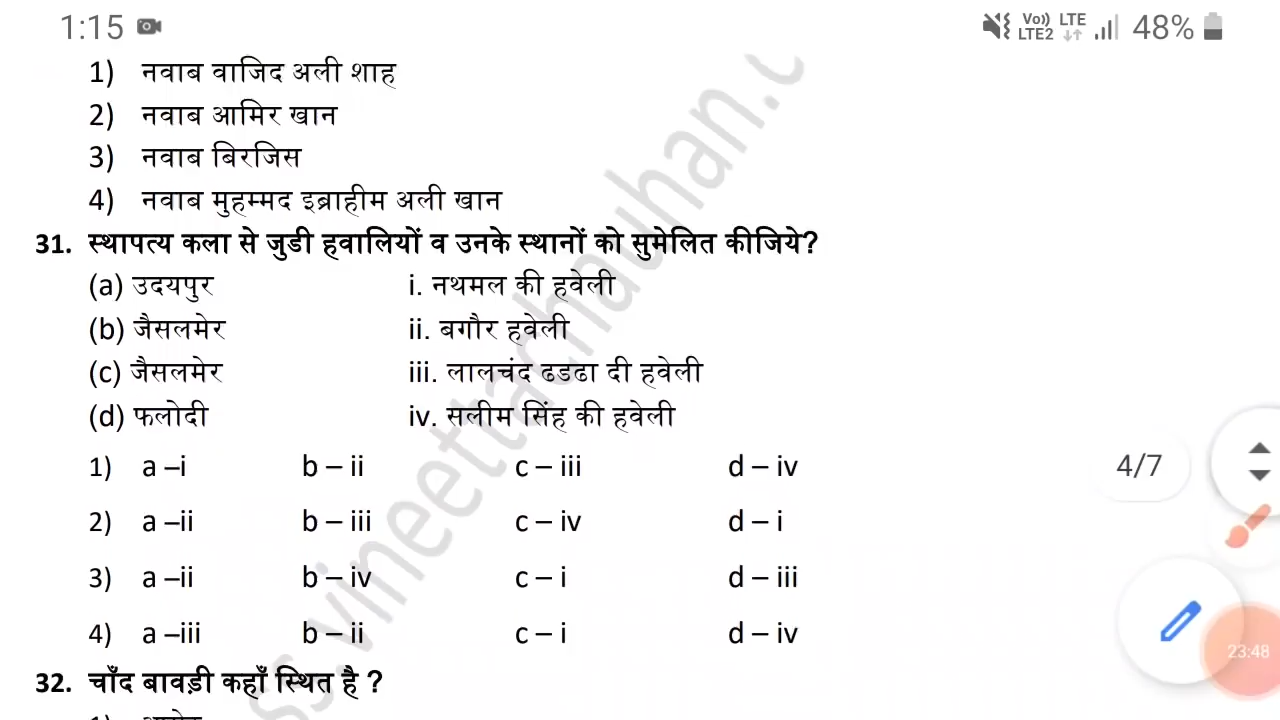 1:15 Vo)) LTE LTE2 48%
1) नवाब वाजिद अली शाह
2) नवाब आमिर खान
3) नवाब बिरजिस
4) नवाब मुहम्मद इब्राहीम अली खान
31. स्थापत्य कला से जुडी हवालियों व उनके स्थानों को सुमेलित कीजिये?
(a) उदयपुर i. नथमल की हवेली
(b) जैसलमेर ii. बगौर हवेली
(c) जैसलमेर iii. लालचंद ढडढा दी हवेली
(d) फलोदी iv. सलीम सिंह की हवेली
1) a –i b – ii c – iii d – iv
4/7
2) a –ii b – iii c – iv d – i
3) a –ii b – iv c – i d – iii
4) a –iii b – ii c – i d – iv
23:48
32. चाँद बावड़ी कहाँ स्थित है ?
1)
ss.vineettachauhan.